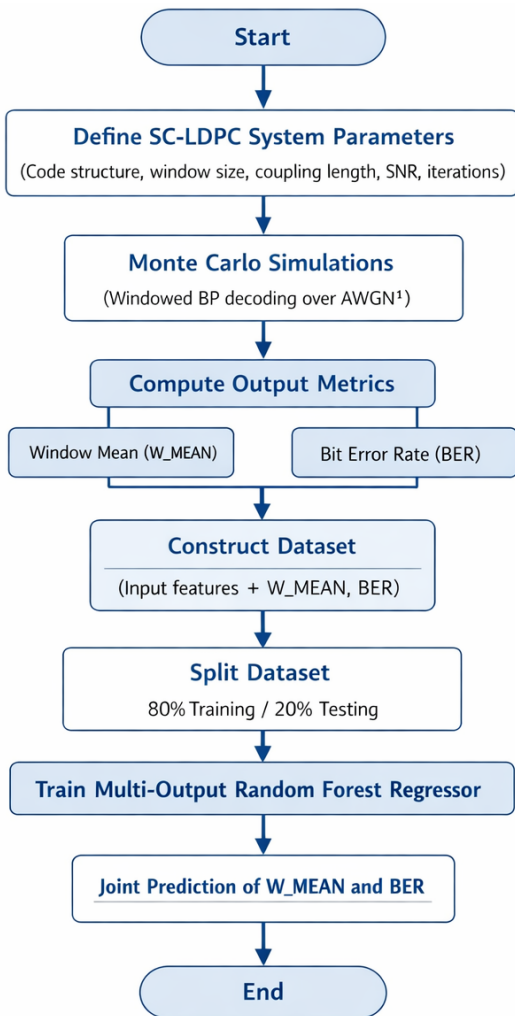 Start
Define SC-LDPC System Parameters
(Code structure, window size, coupling length, SNR, iterations)
Monte Carlo Simulations
(Windowed BP decoding over AWGN¹)
Compute Output Metrics
Window Mean (W_MEAN)
Bit Error Rate (BER)
Construct Dataset
(Input features + W_MEAN, BER)
Split Dataset
80% Training / 20% Testing
Train Multi-Output Random Forest Regressor
Joint Prediction of W_MEAN and BER
End